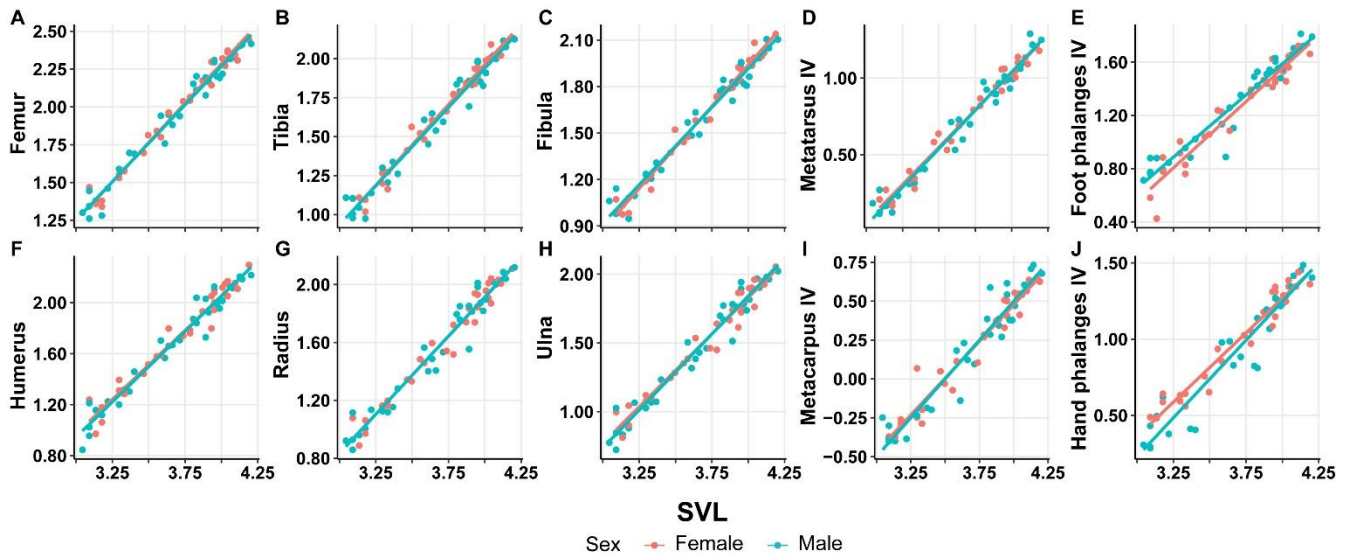 A
Femur
2.50
2.25
2.00
1.75
1.50
1.25
B
Tibia
2.00
1.75
1.50
1.25
1.00
C
Fibula
2.10
1.80
1.50
1.20
0.90
D
Metatarsus IV
1.00
0.50
E
Foot phalanges IV
1.60
1.20
0.80
0.40
F
Humerus
2.00
1.60
1.20
0.80
3.25 3.75 4.25
G
Radius
2.00
1.60
1.20
0.80
3.25 3.75 4.25
H
Ulna
2.00
1.50
1.00
3.25 3.75 4.25
I
Metacarpus IV
0.75
0.50
0.25
0.00
−0.25
−0.50
3.25 3.75 4.25
J
Hand phalanges IV
1.50
1.00
0.50
3.25 3.75 4.25
SVL
Sex Female Male